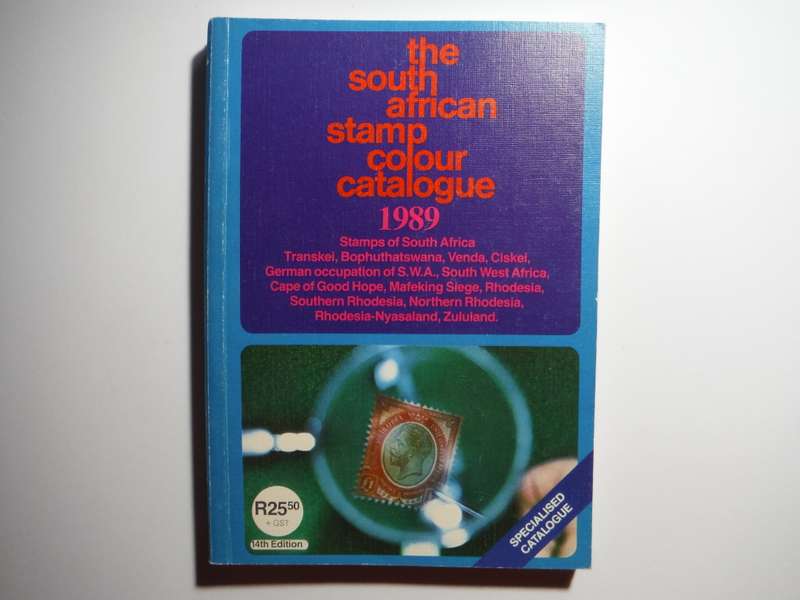 the
south
african
stamp
colour
catalogue
1989
Stamps of South Africa
Transkei, Bophuthatswana, Venda, Ciskei,
German occupation of S.W.A., South West Africa,
Cape of Good Hope, Mafeking Siege, Rhodesia,
Southern Rhodesia, Northern Rhodesia,
Rhodesia-Nyasaland, Zululand.
R25⁵⁰
+ GST
14th Edition
SPECIALISED
CATALOGUE